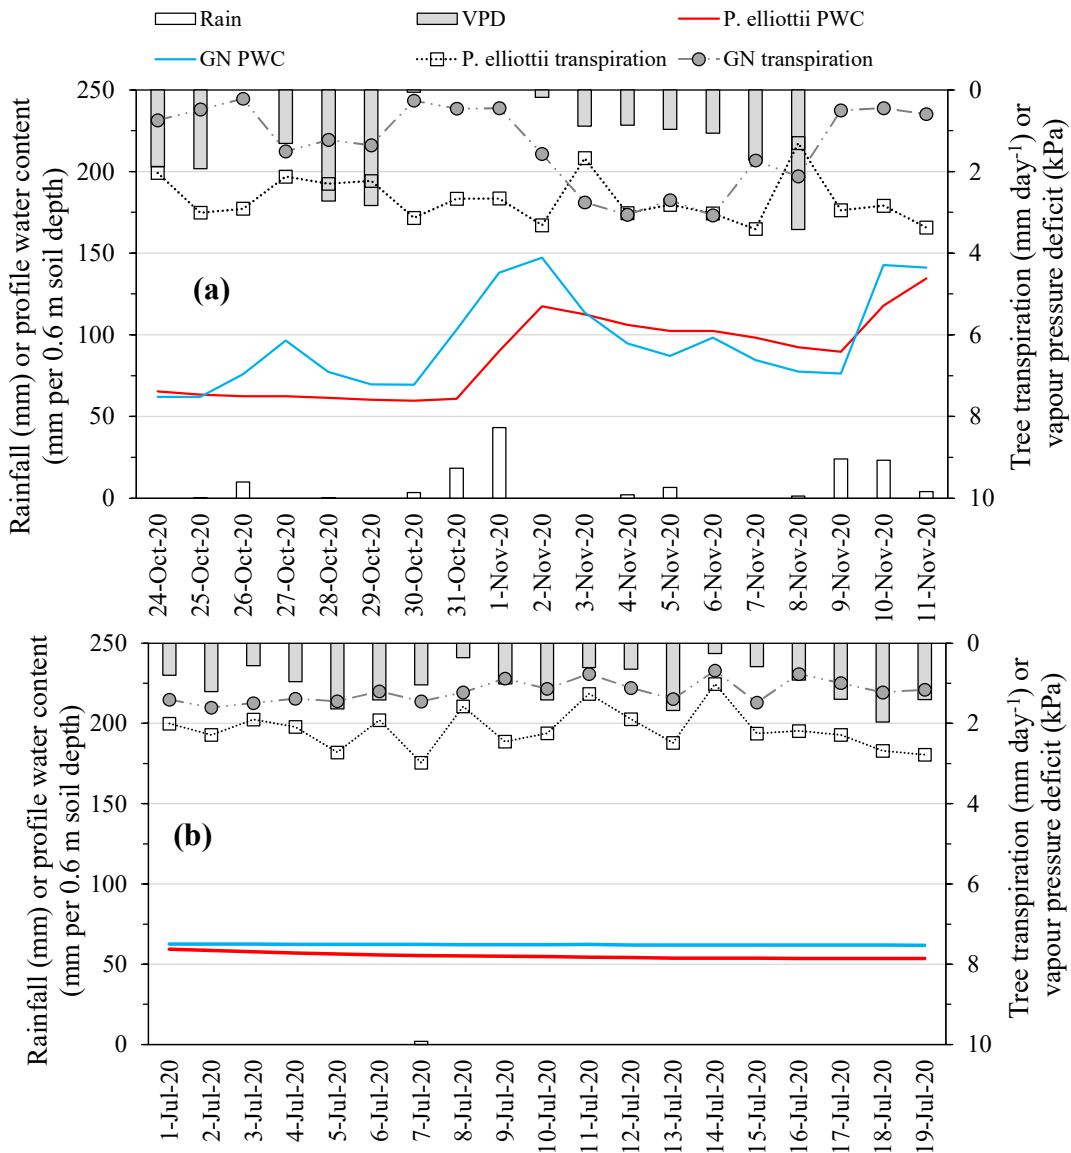 Rain VPD P. elliottii PWC
GN PWC P. elliottii transpiration GN transpiration
Rainfall (mm) or profile water content
(mm per 0.6 m soil depth)
250
200
150
100
50
0
(a)
0
2
4
6
8
10
Tree transpiration (mm day⁻¹) or
vapour pressure deficit (kPa)
24-Oct-20
25-Oct-20
26-Oct-20
27-Oct-20
28-Oct-20
29-Oct-20
30-Oct-20
31-Oct-20
1-Nov-20
2-Nov-20
3-Nov-20
4-Nov-20
5-Nov-20
6-Nov-20
7-Nov-20
8-Nov-20
9-Nov-20
10-Nov-20
11-Nov-20
Rainfall (mm) or profile water content
(mm per 0.6 m soil depth)
250
200
150
100
50
0
(b)
0
2
4
6
8
10
Tree transpiration (mm day⁻¹) or
vapour pressure deficit (kPa)
1-Jul-20
2-Jul-20
3-Jul-20
4-Jul-20
5-Jul-20
6-Jul-20
7-Jul-20
8-Jul-20
9-Jul-20
10-Jul-20
11-Jul-20
12-Jul-20
13-Jul-20
14-Jul-20
15-Jul-20
16-Jul-20
17-Jul-20
18-Jul-20
19-Jul-20